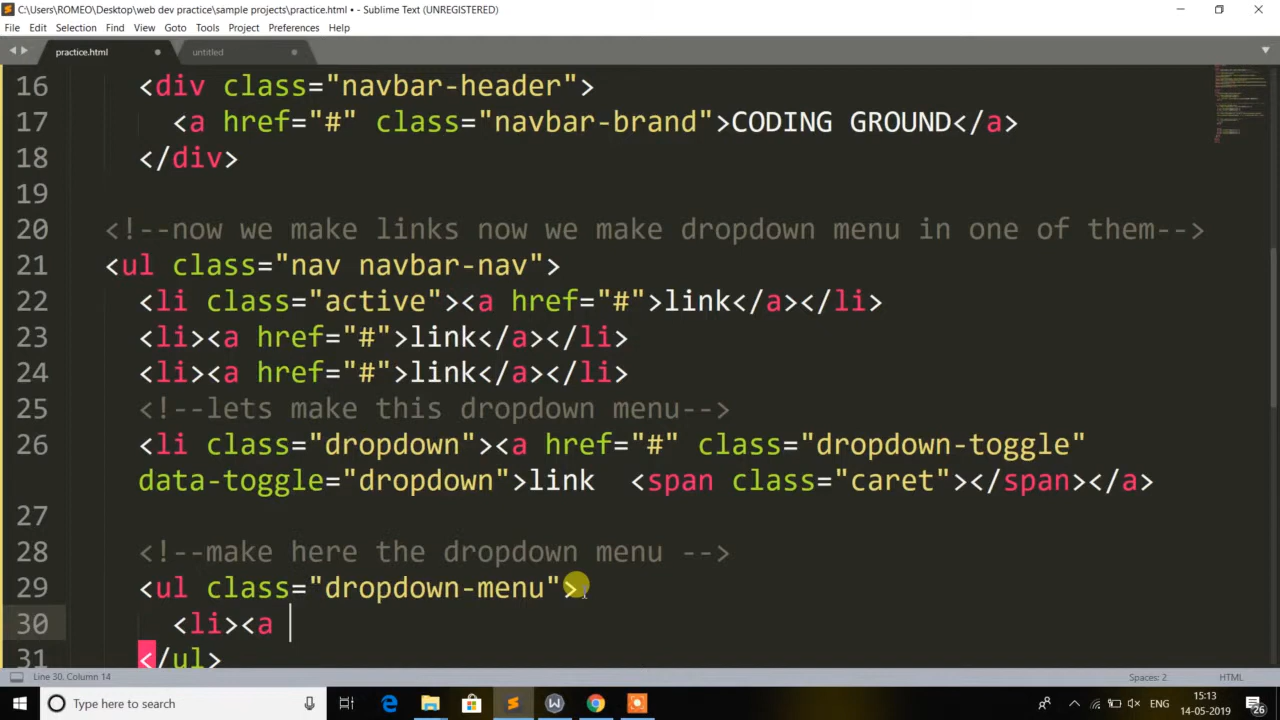 C:\Users\ROMEO\Desktop\web dev practice\sample projects\practice.html • - Sublime Text (UNREGISTERED)
File Edit Selection Find View Goto Tools Project Preferences Help
practice.html untitled
16 <div class="navbar-header">
17 <a href="#" class="navbar-brand">CODING GROUND</a>
18 </div>
19
20 <!--now we make links now we make dropdown menu in one of them-->
21 <ul class="nav navbar-nav">
22 <li class="active"><a href="#">link</a></li>
23 <li><a href="#">link</a></li>
24 <li><a href="#">link</a></li>
25 <!--lets make this dropdown menu-->
26 <li class="dropdown"><a href="#" class="dropdown-toggle"
data-toggle="dropdown">link <span class="caret"></span></a>
27
28 <!--make here the dropdown menu -->
29 <ul class="dropdown-menu">
30 <li><a
31 </ul>
Line 30, Column 14 Spaces: 2 HTML
Type here to search ENG 15:13
14-05-2019 26